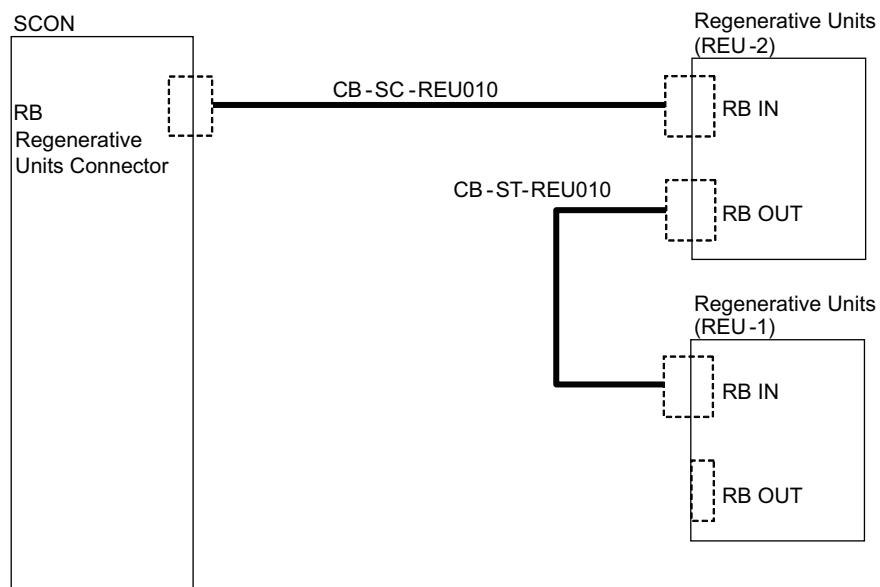 SCON
RB
Regenerative
Units Connector
CB-SC-REU010
Regenerative Units
(REU-2)
RB IN
RB OUT
CB-ST-REU010
Regenerative Units
(REU-1)
RB IN
RB OUT